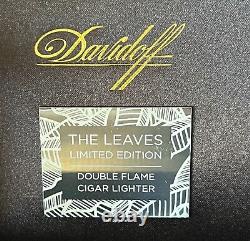 Davidoff
THE LEAVES
LIMITED EDITION
DOUBLE FLAME
CIGAR LIGHTER